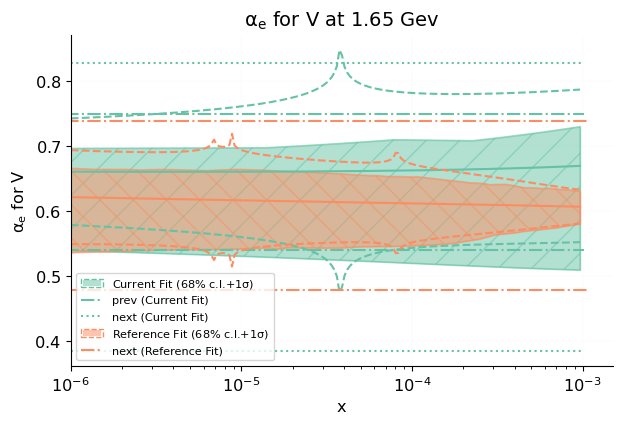 αe for V at 1.65 Gev
αe for V
0.8
0.7
0.6
0.5
0.4
Current Fit (68% c.l.+1σ)
prev (Current Fit)
next (Current Fit)
Reference Fit (68% c.l.+1σ)
next (Reference Fit)
10⁻⁶ 10⁻⁵ 10⁻⁴ 10⁻³
x